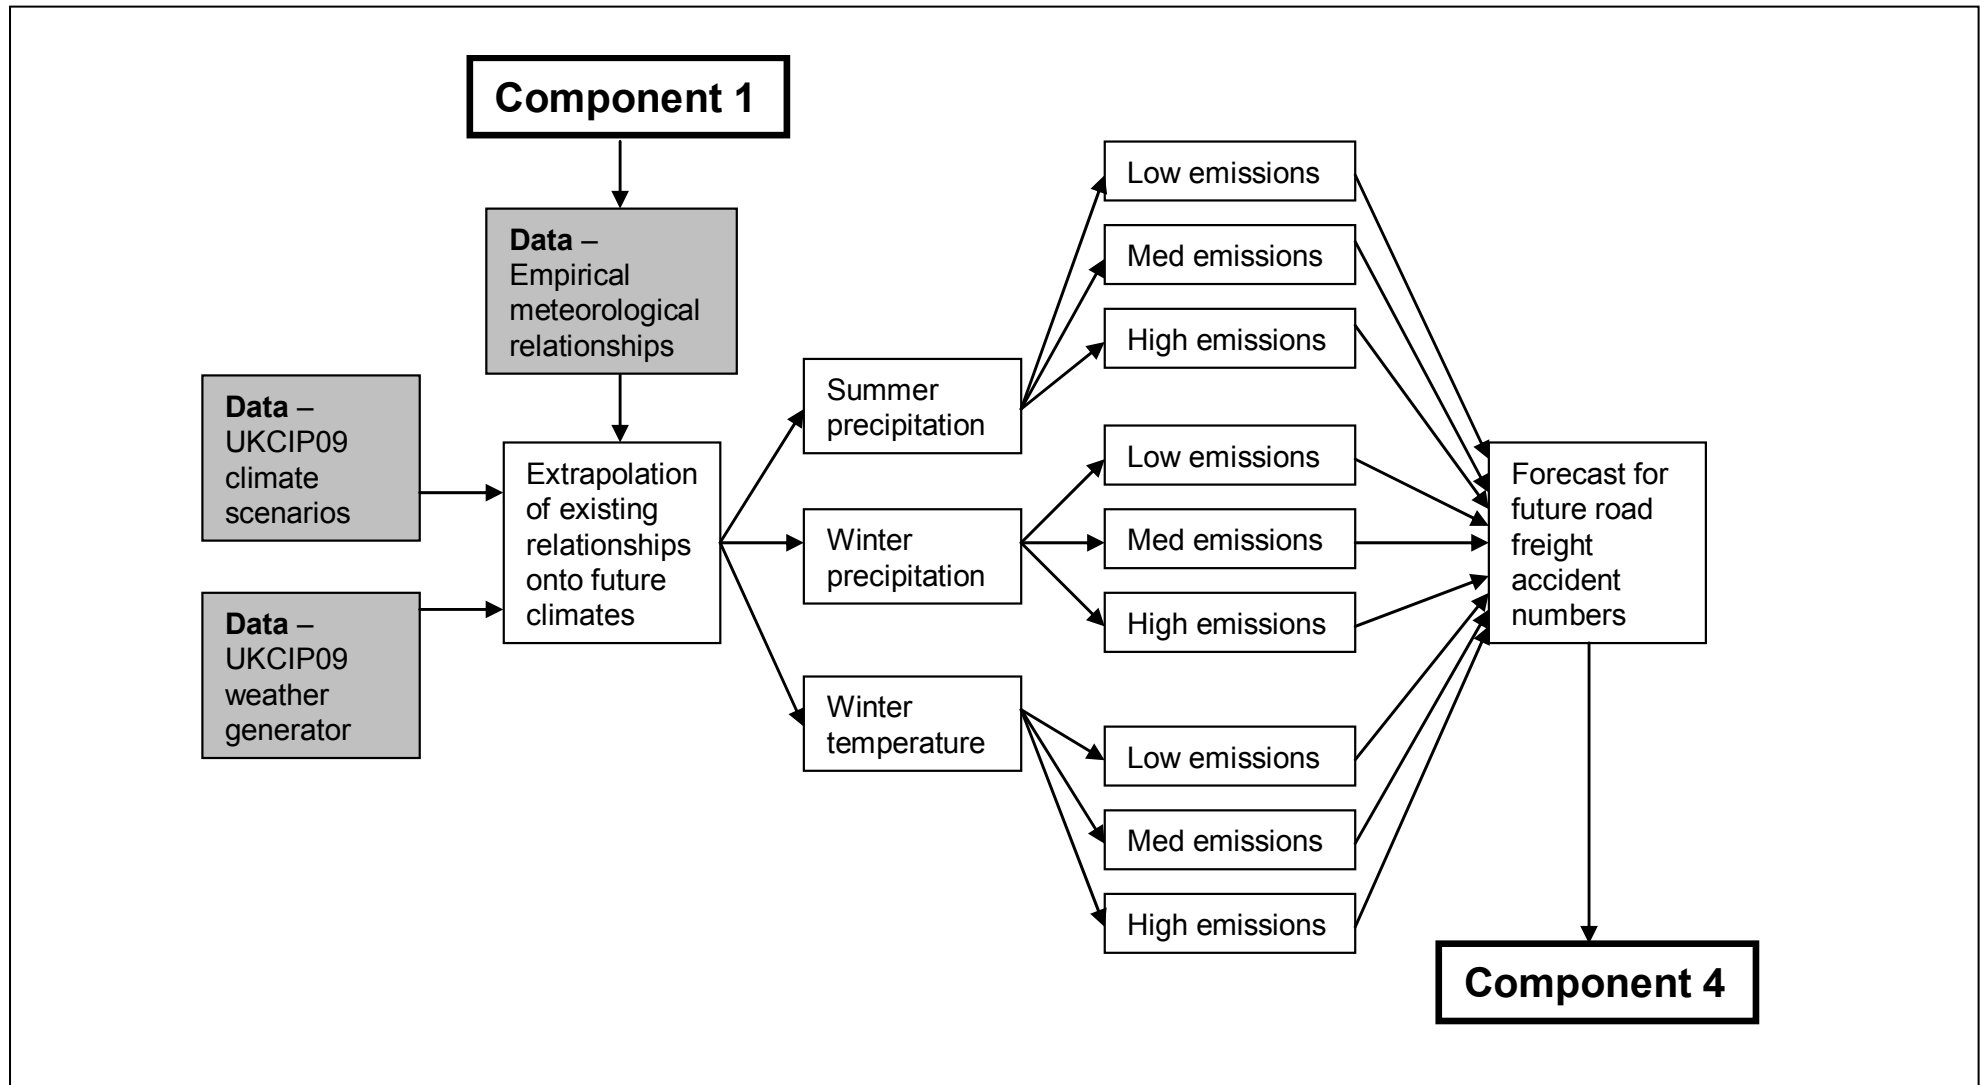 Component 1
Data –
Empirical
meteorological
relationships
Data –
UKCIP09
climate
scenarios
Data –
UKCIP09
weather
generator
Extrapolation
of existing
relationships
onto future
climates
Summer
precipitation
Winter
precipitation
Winter
temperature
Low emissions
Med emissions
High emissions
Low emissions
Med emissions
High emissions
Low emissions
Med emissions
High emissions
Forecast for
future road
freight
accident
numbers
Component 4